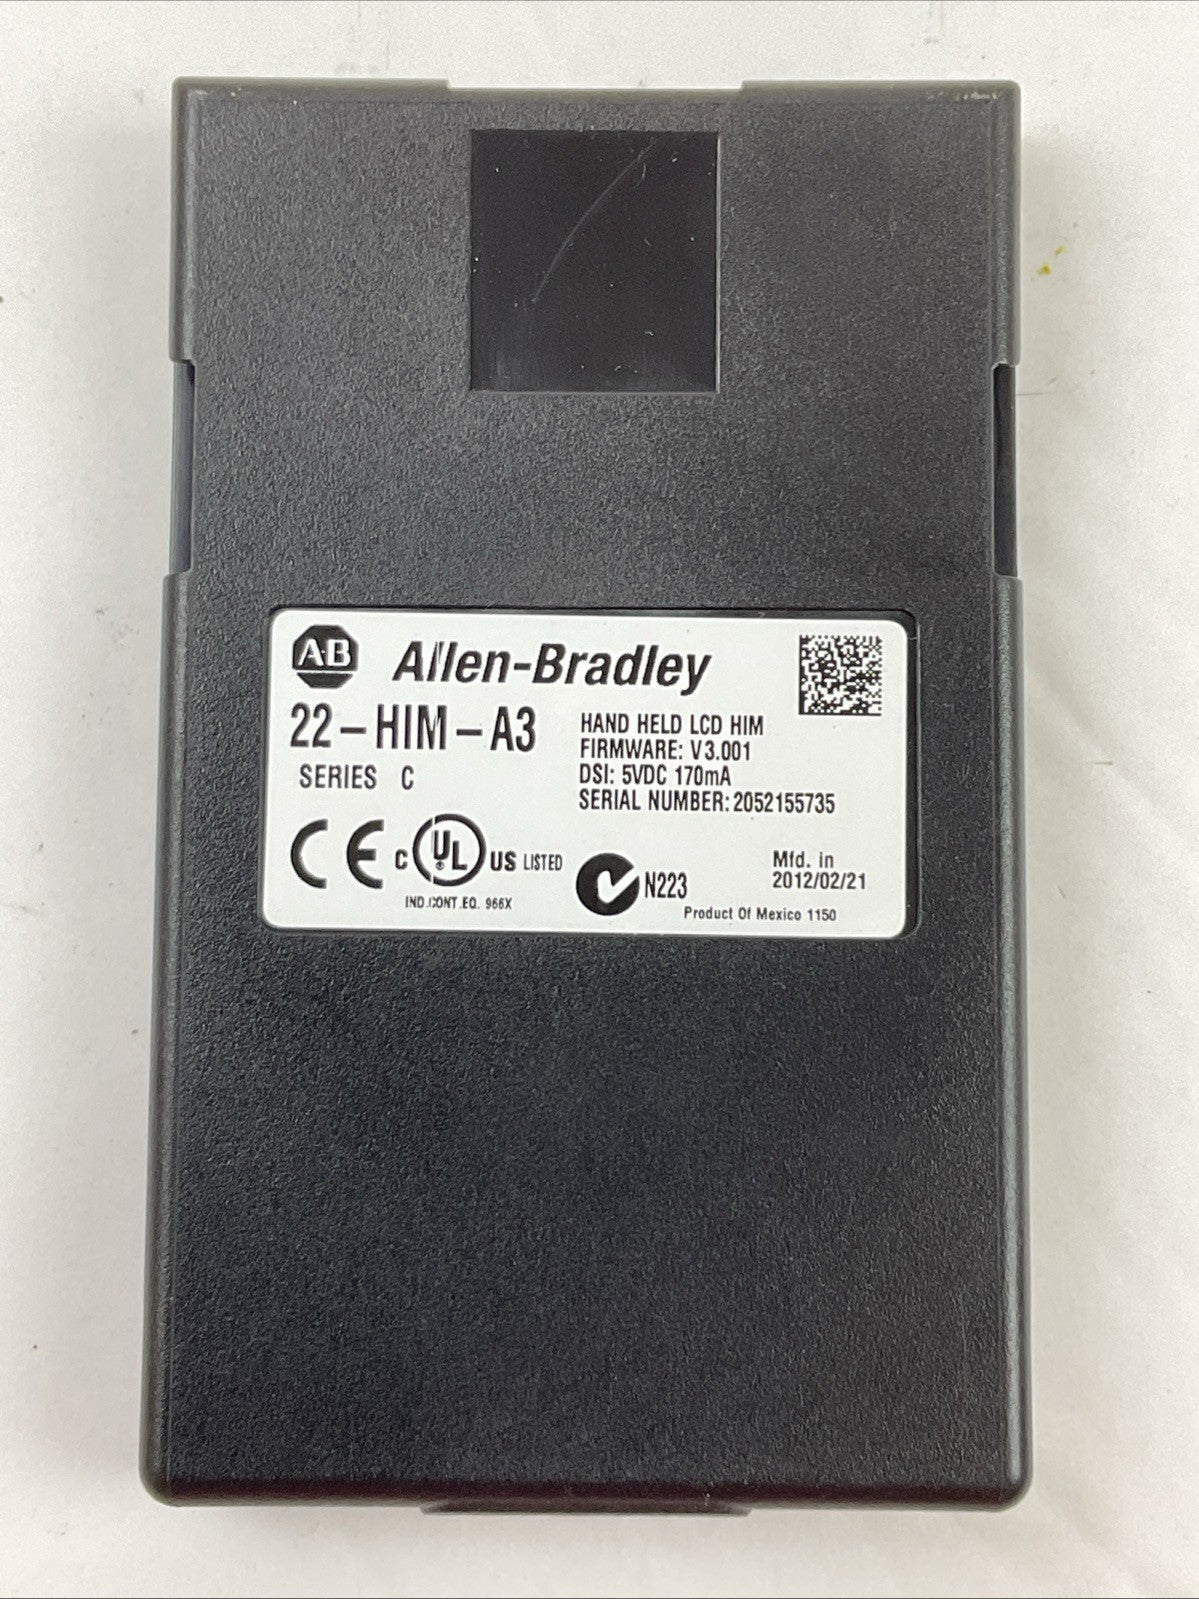 A-B Allen-Bradley
22-HIM-A3
SERIES C
HAND HELD LCD HIM
FIRMWARE: V3.001
DSI: 5VDC 170mA
SERIAL NUMBER: 2052155735
CE C UL US LISTED
IND.CONT.EQ. 966X
N223
Mfd. in
2012/02/21
Product Of Mexico 1150